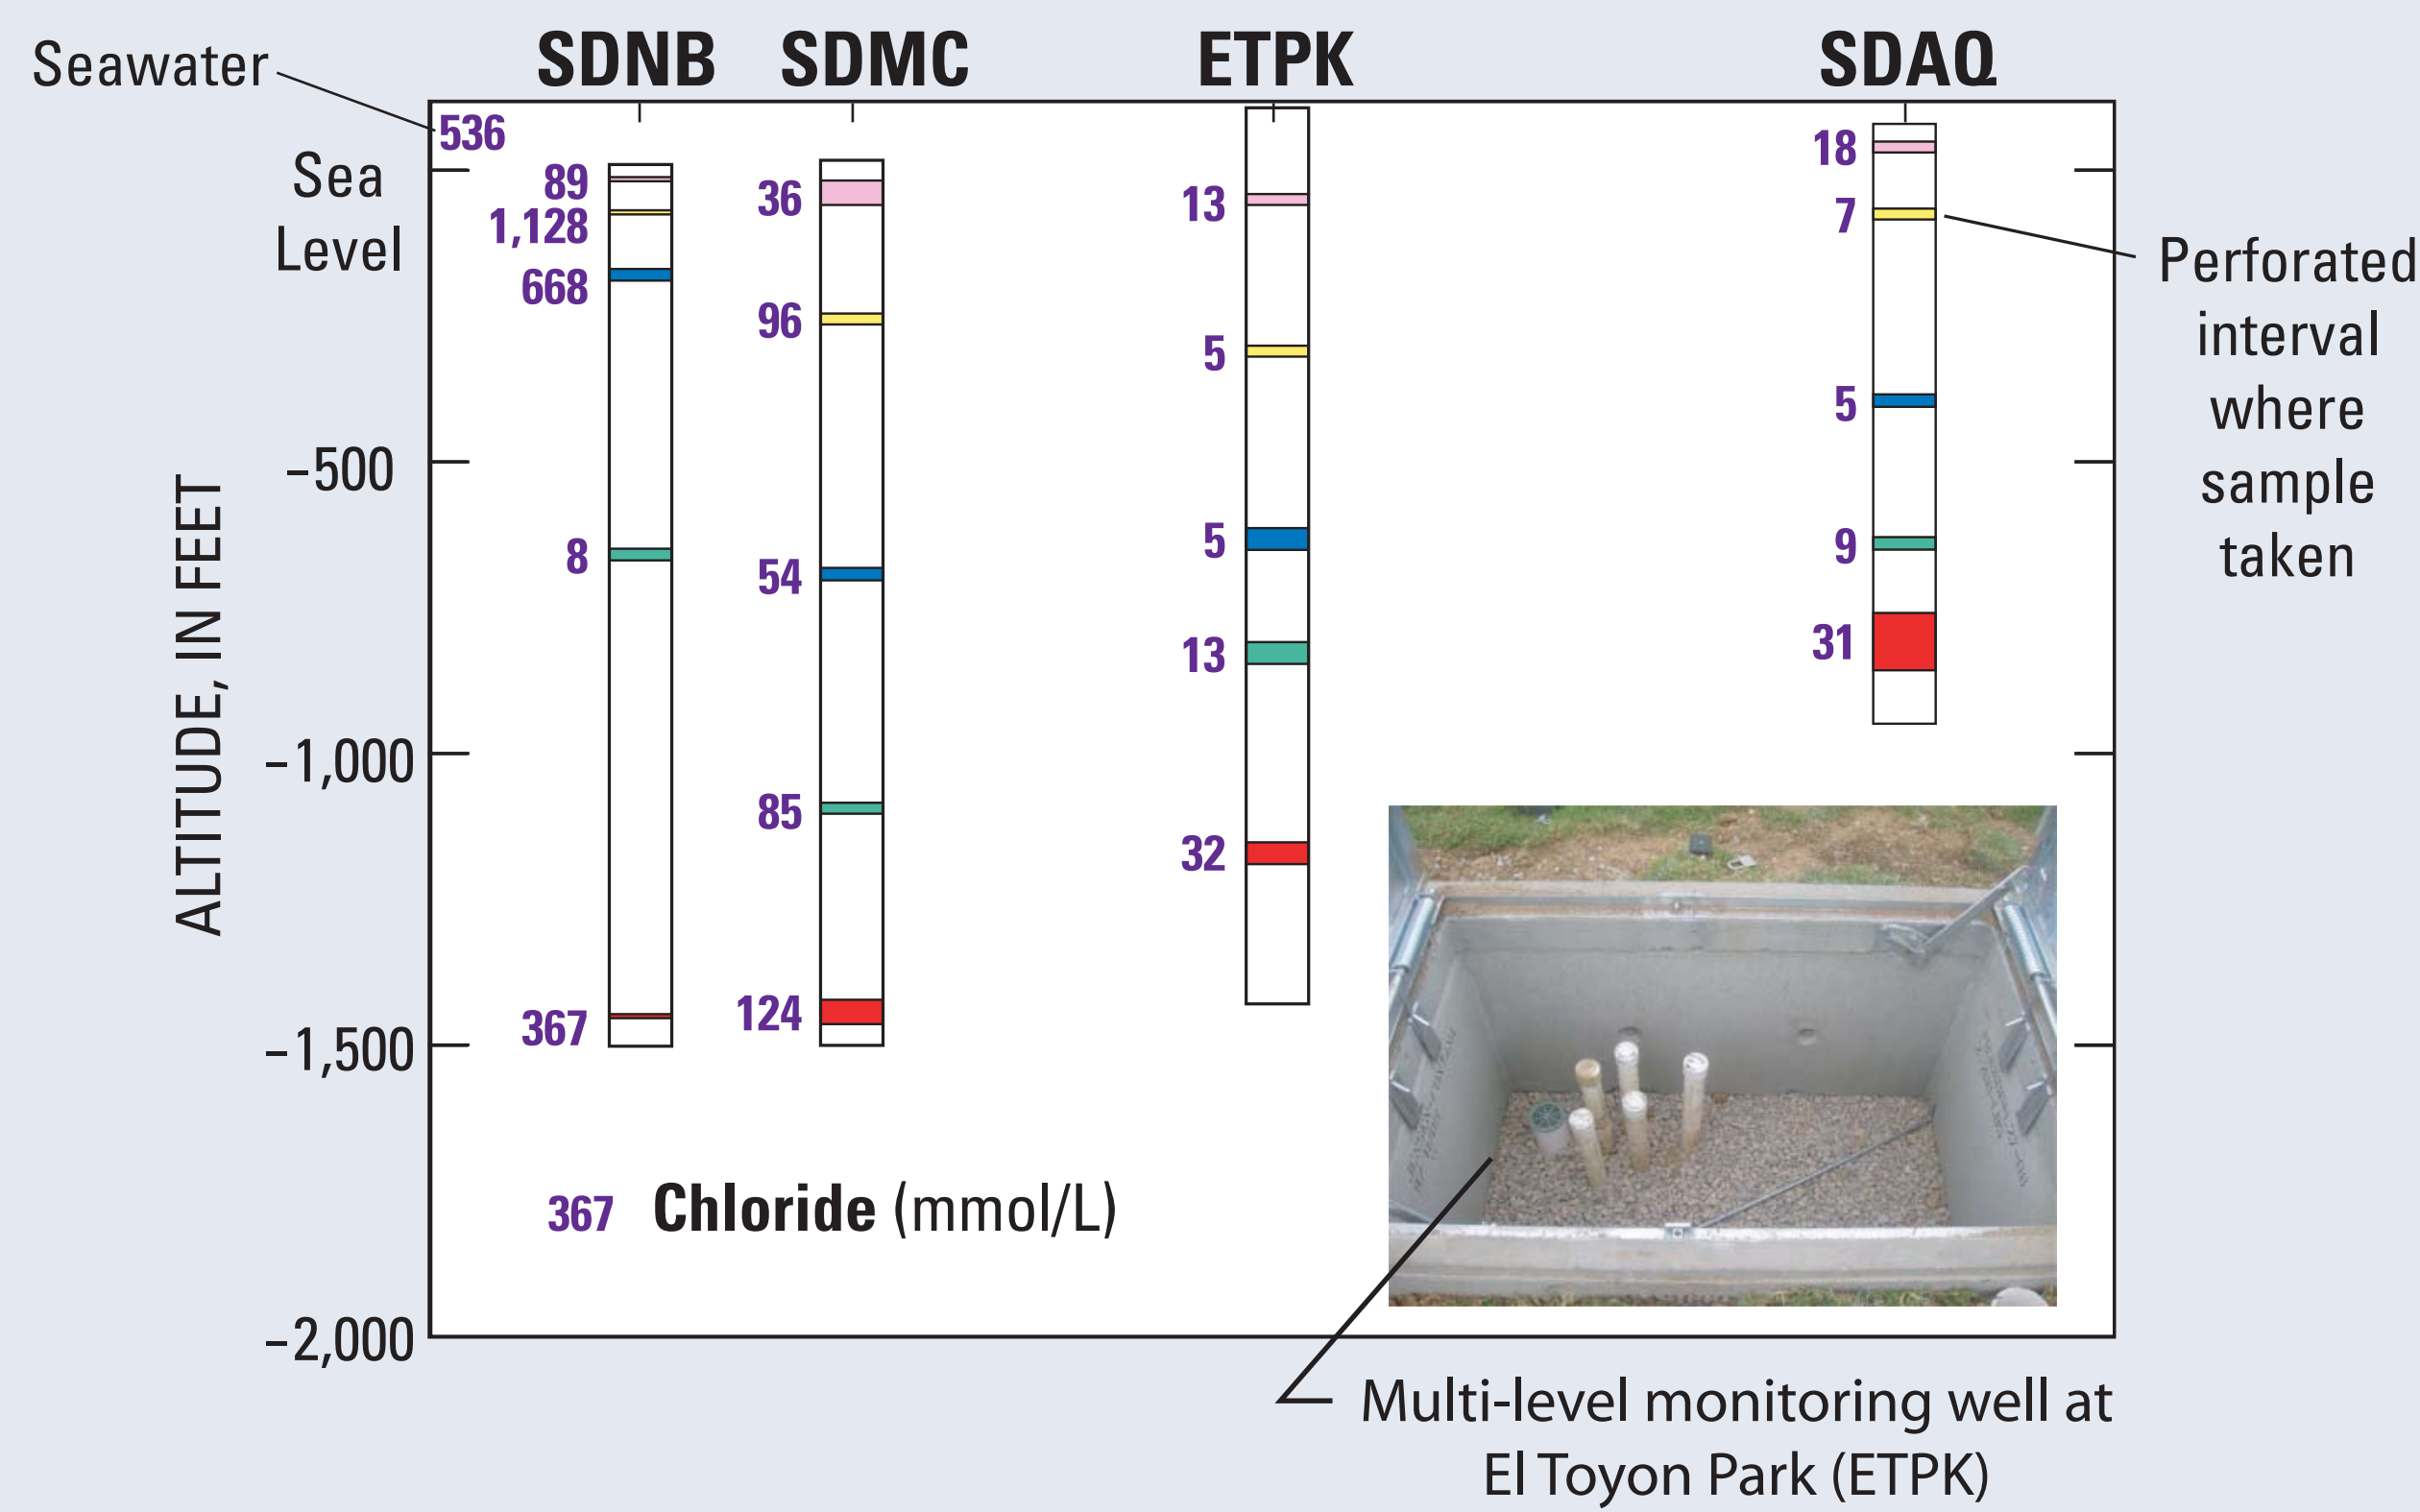 Seawater
SDNB
SDMC
ETPK
SDAQ
536
Sea
Level
–500
–1,000
–1,500
–2,000
ALTITUDE, IN FEET
89
1,128
668
8
367
36
96
54
85
124
13
5
5
13
32
18
7
5
9
31
Perforated
interval
where
sample
taken
367 Chloride (mmol/L)
Multi-level monitoring well at
El Toyon Park (ETPK)